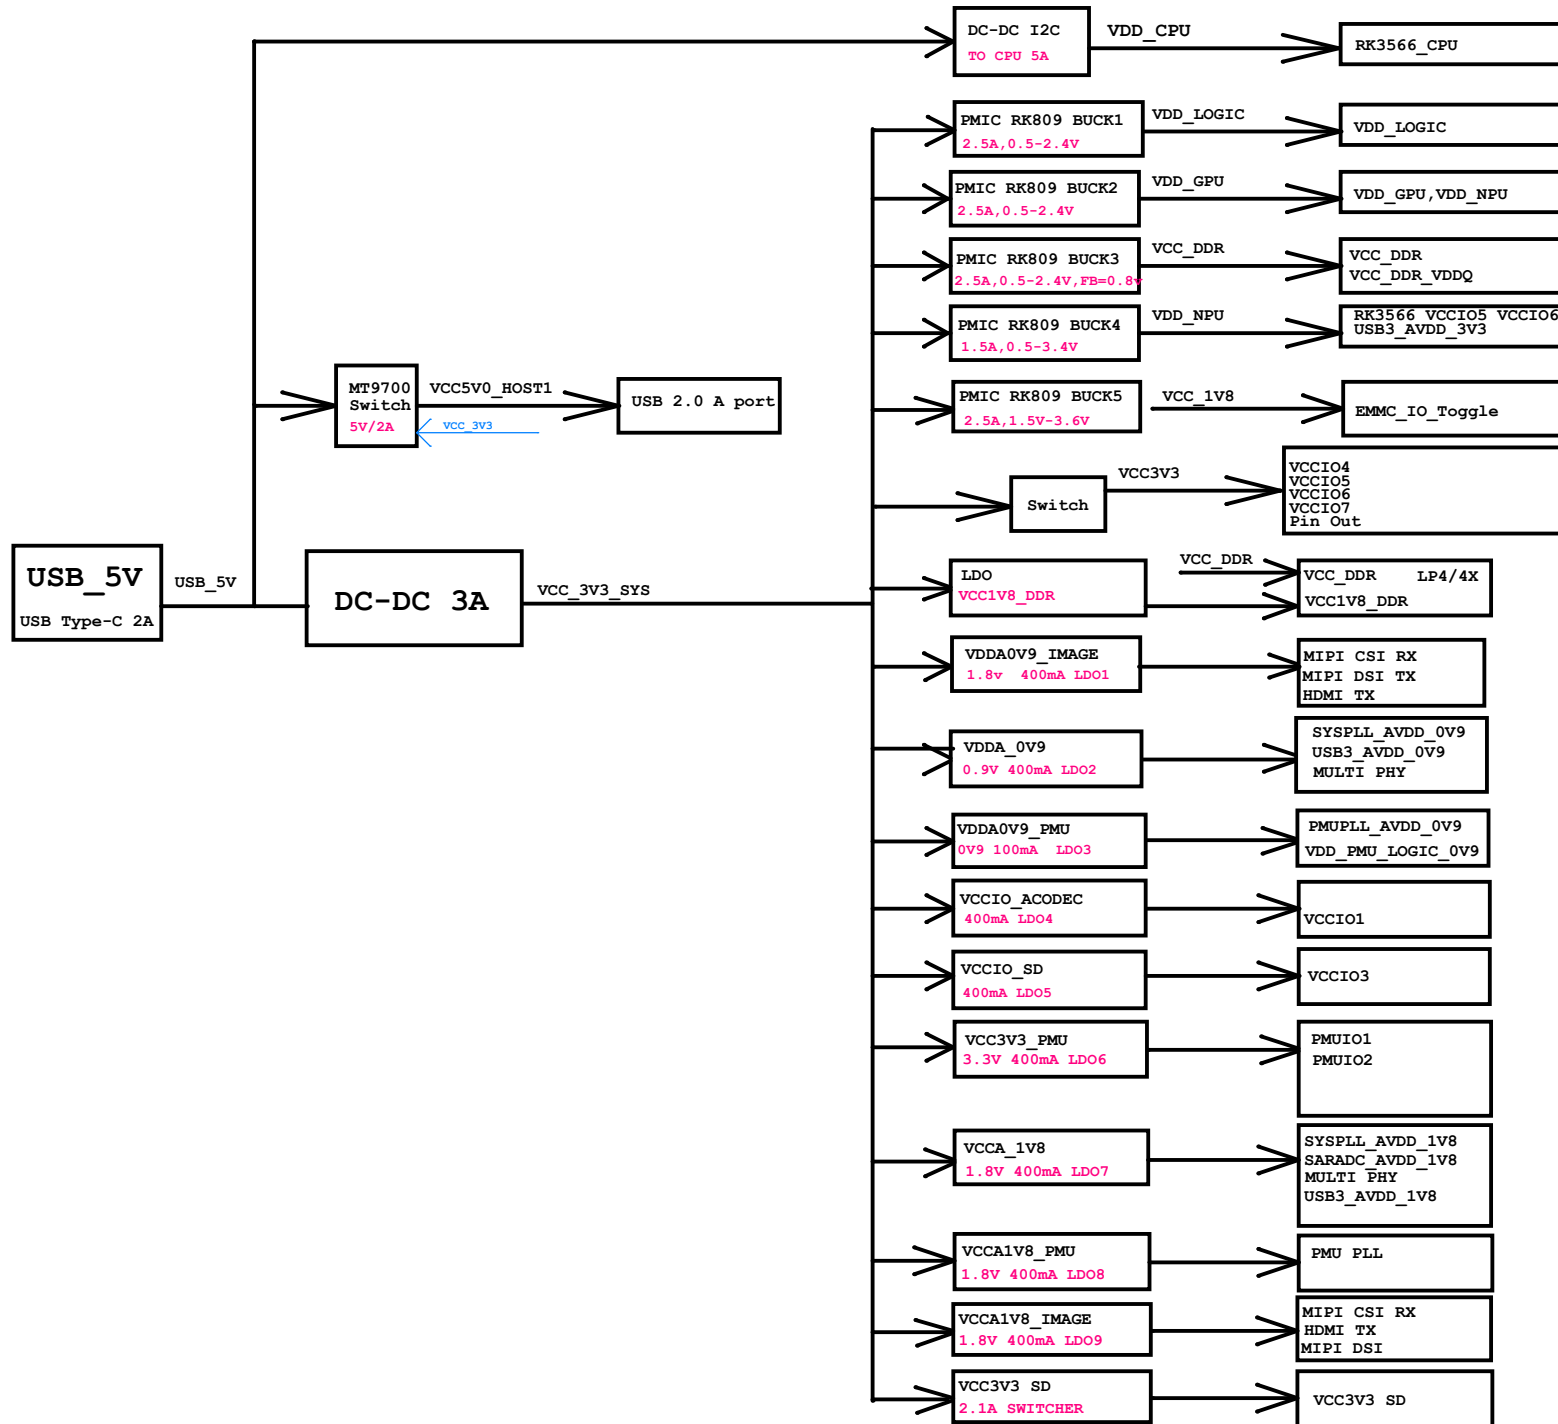 DC-DC I2C
TO CPU 5A
VDD_CPU
RK3566_CPU
PMIC RK809 BUCK1
2.5A,0.5-2.4V
VDD_LOGIC
VDD_LOGIC
PMIC RK809 BUCK2
2.5A,0.5-2.4V
VDD_GPU
VDD_GPU,VDD_NPU
PMIC RK809 BUCK3
2.5A,0.5-2.4V,FB=0.8v
VCC_DDR
VCC_DDR
VCC_DDR_VDDQ
PMIC RK809 BUCK4
1.5A,0.5-3.4V
VDD_NPU
RK3566 VCCIO5 VCCIO6
USB3_AVDD_3V3
MT9700
Switch
5V/2A
VCC5V0_HOST1
VCC_3V3
USB 2.0 A port
PMIC RK809 BUCK5
2.5A,1.5V-3.6V
VCC_1V8
EMMC_IO_Toggle
Switch
VCC3V3
VCCIO4
VCCIO5
VCCIO6
VCCIO7
Pin Out
USB_5V
USB Type-C 2A
USB_5V
DC-DC 3A
VCC_3V3_SYS
LDO
VCC1V8_DDR
VCC_DDR
VCC_DDR LP4/4X
VCC1V8_DDR
VDDA0V9_IMAGE
1.8v 400mA LDO1
MIPI CSI RX
MIPI DSI TX
HDMI TX
VDDA_0V9
0.9V 400mA LDO2
SYSPLL_AVDD_0V9
USB3_AVDD_0V9
MULTI PHY
VDDA0V9_PMU
0V9 100mA LDO3
PMUPLL_AVDD_0V9
VDD_PMU_LOGIC_0V9
VCCIO_ACODEC
400mA LDO4
VCCIO1
VCCIO_SD
400mA LDO5
VCCIO3
VCC3V3_PMU
3.3V 400mA LDO6
PMUIO1
PMUIO2
VCCA_1V8
1.8V 400mA LDO7
SYSPLL_AVDD_1V8
SARADC_AVDD_1V8
MULTI PHY
USB3_AVDD_1V8
VCCA1V8_PMU
1.8V 400mA LDO8
PMU PLL
VCCA1V8_IMAGE
1.8V 400mA LDO9
MIPI CSI RX
HDMI TX
MIPI DSI
VCC3V3 SD
2.1A SWITCHER
VCC3V3 SD